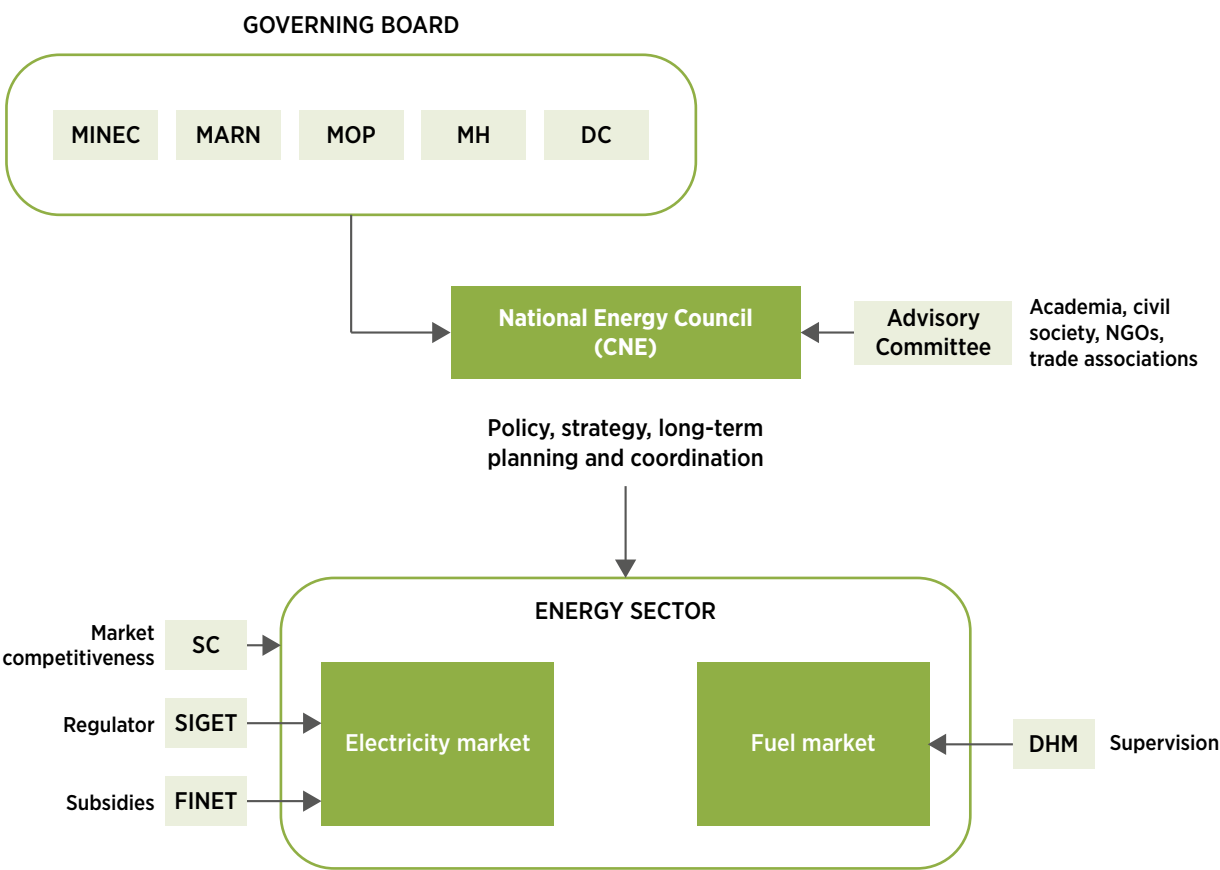 GOVERNING BOARD
MINEC
MARN
MOP
MH
DC
National Energy Council
(CNE)
Advisory
Committee
Academia, civil
society, NGOs,
trade associations
Policy, strategy, long-term
planning and coordination
ENERGY SECTOR
Market
competitiveness
SC
Regulator
SIGET
Subsidies
FINET
Electricity market
Fuel market
DHM
Supervision